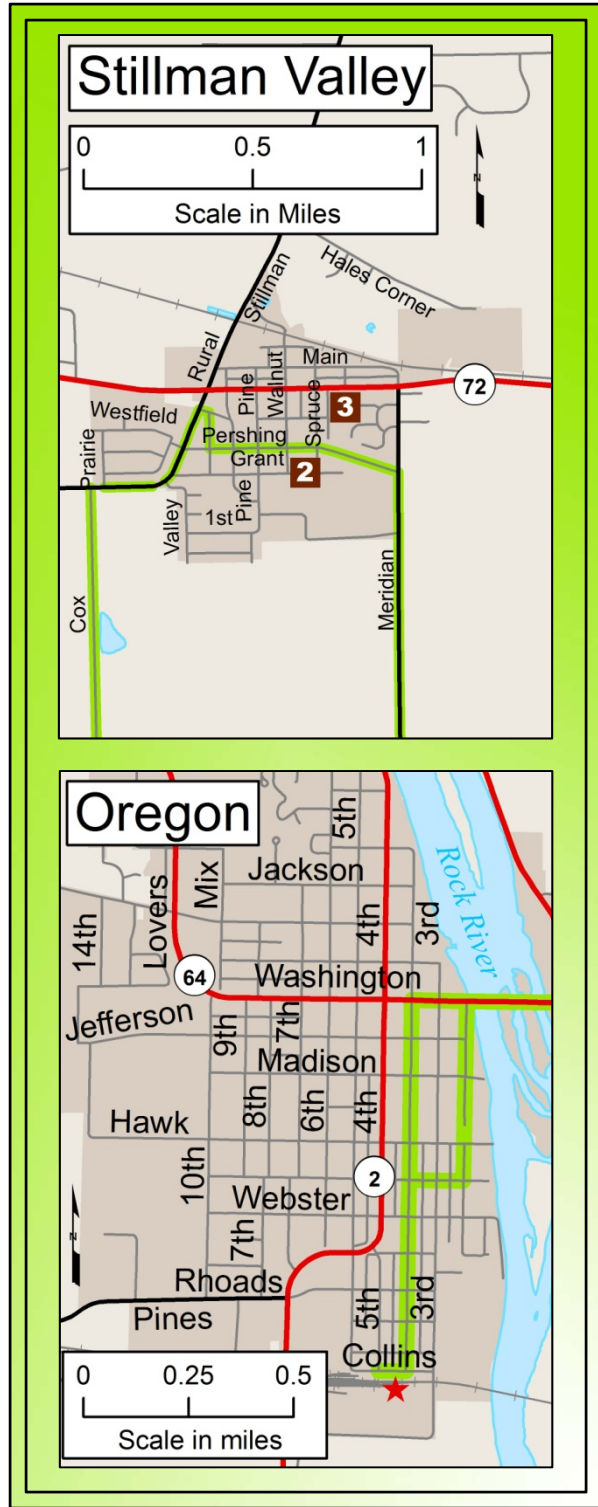 Stillman Valley
0 0.5 1
Scale in Miles
N
Hales Corner
Stillman
Rural
Main
72
Walnut
Pine
Spruce
3
Westfield
Pershing
Grant
2
Prairie
Pine
1st
Valley
Cox
Meridian
Oregon
5th
Jackson
Rock River
Mix
Lovers
4th
3rd
14th
64
Washington
Jefferson
9th
7th
Madison
8th
6th
4th
Hawk
10th
2
Webster
N
7th
Rhoads
5th
3rd
Pines
Collins
0 0.25 0.5
Scale in miles